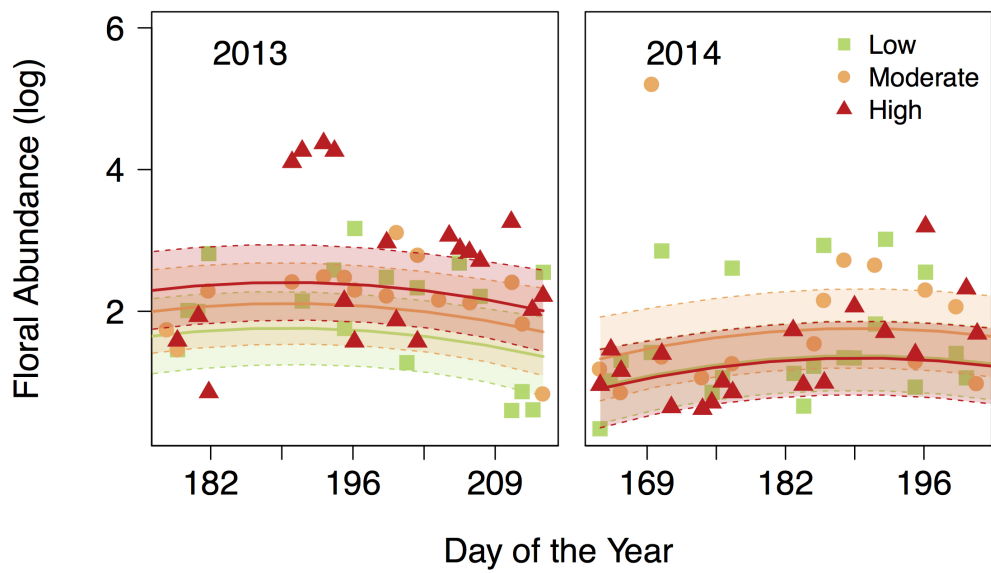 Floral Abundance (log)
6
4
2
2013
2014
Low
Moderate
High
182
196
209
169
182
196
Day of the Year